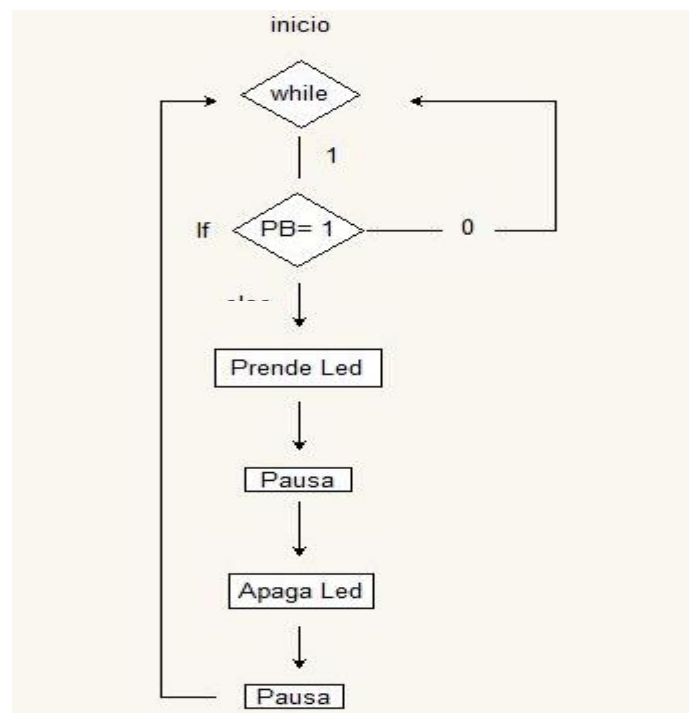 inicio
while
1
If
PB= 1
0
Prende Led
Pausa
Apaga Led
Pausa